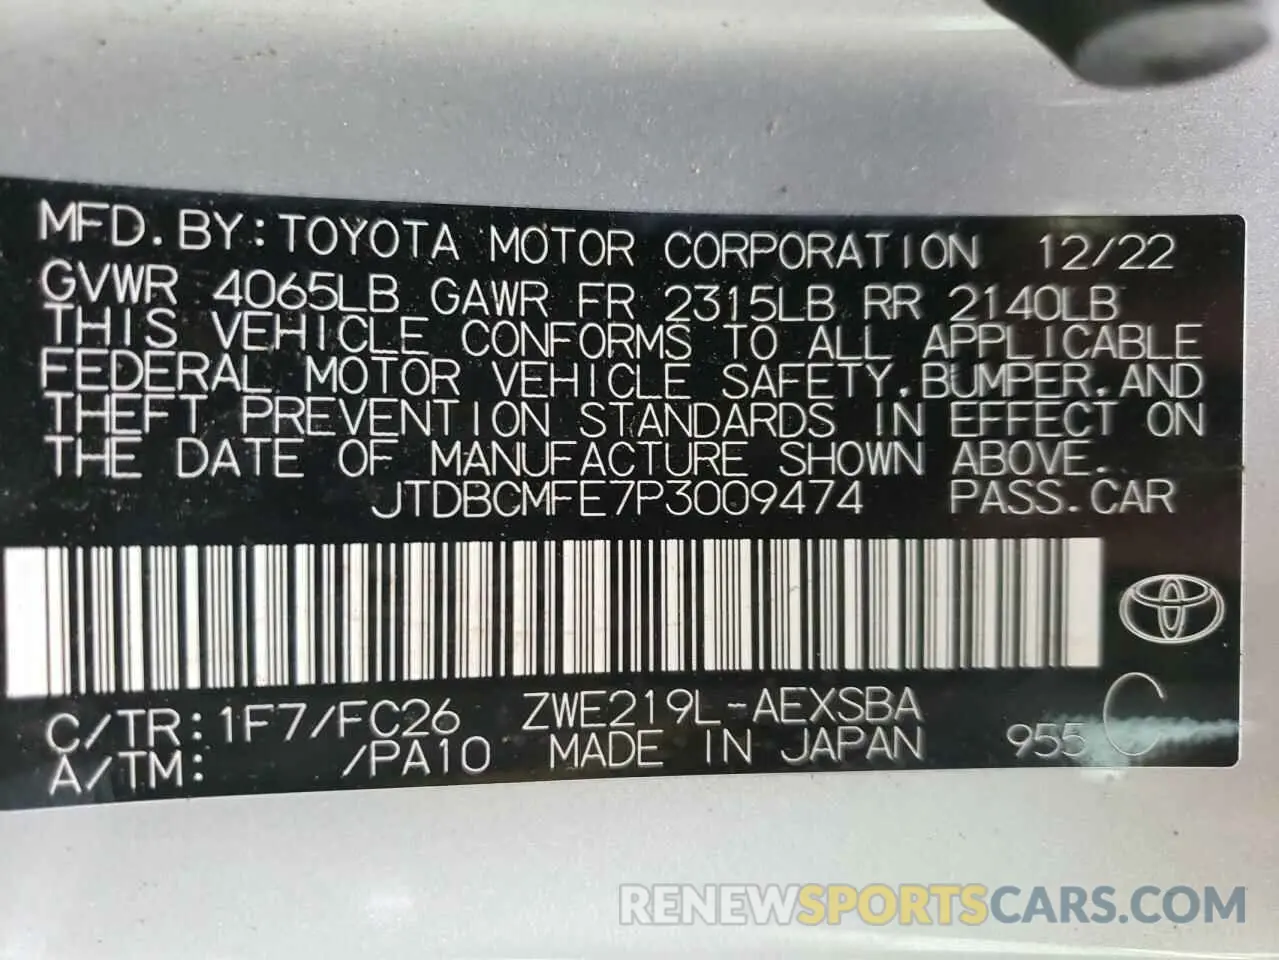 MFD. BY: TOYOTA MOTOR CORPORATION 12/22
GVWR 4065LB GAWR FR 2315LB RR 2140LB
THIS VEHICLE CONFORMS TO ALL APPLICABLE
FEDERAL MOTOR VEHICLE SAFETY, BUMPER, AND
THEFT PREVENTION STANDARDS IN EFFECT ON
THE DATE OF MANUFACTURE SHOWN ABOVE.
JTDBCMFE7P3009474 PASS. CAR
C/TR: 1F7/FC26 ZWE219L-AEXSBA
A/TM: /PA10 MADE IN JAPAN 955 C
RENEWSPORTSCARS.COM